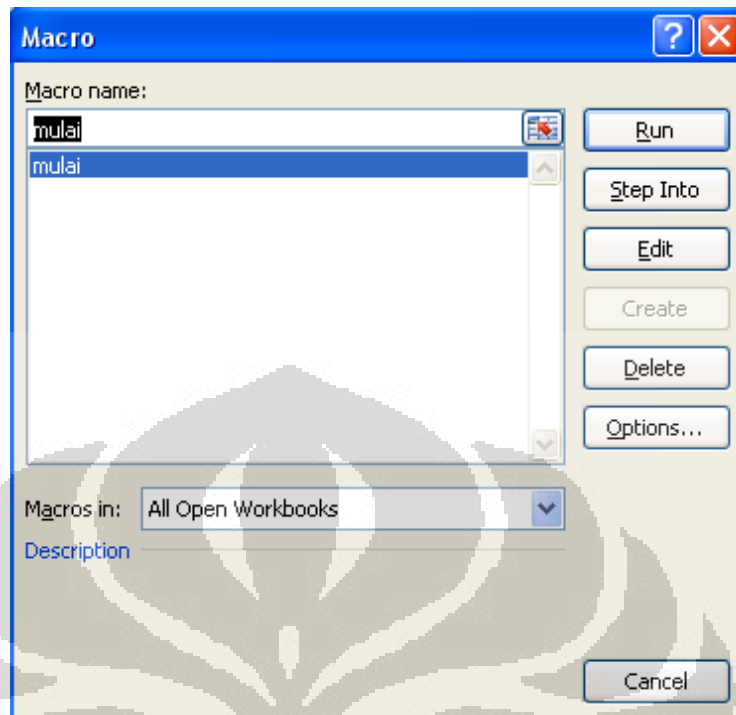 Macro
Macro name:
mulai
mulai
Run
Step Into
Edit
Create
Delete
Options...
Macros in: All Open Workbooks
Description
Cancel